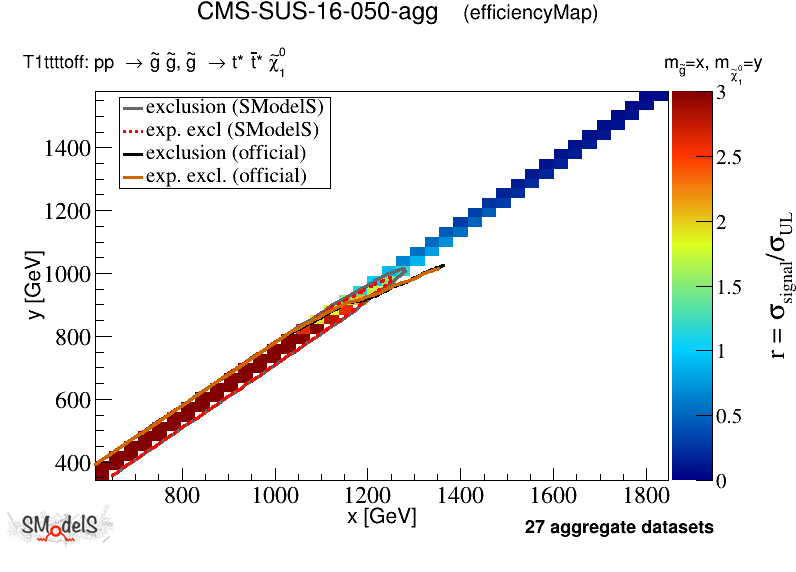 CMS-SUS-16-050-agg (efficiencyMap)
T1ttttoff: pp → g̃ g̃, g̃ → t* t̄* χ̃⁰₁
m_g̃=x, m_χ̃⁰₁=y
exclusion (SModelS)
exp. excl (SModelS)
exclusion (official)
exp. excl. (official)
1400
1200
1000
800
600
400
y [GeV]
800 1000 1200 1400 1600 1800
x [GeV]
3
2.5
2
1.5
1
0.5
0
r = σ_signal/σ_UL
SModelS
27 aggregate datasets